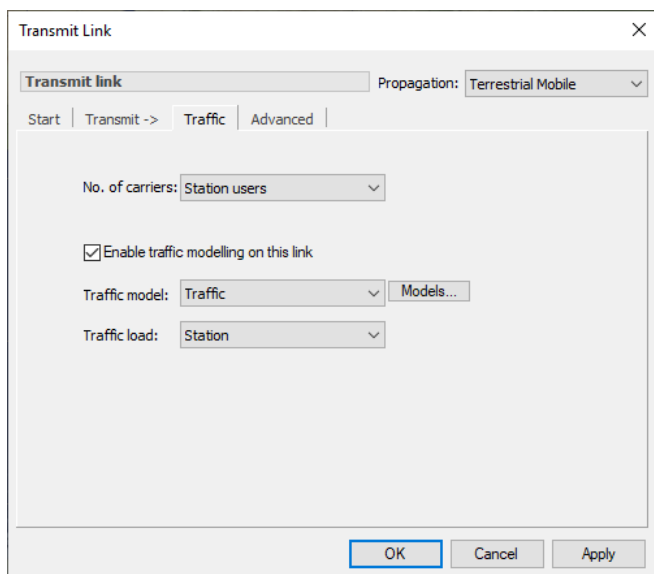 Transmit Link
Transmit link Propagation: Terrestrial Mobile
Start Transmit -> Traffic Advanced
No. of carriers: Station users
Enable traffic modelling on this link
Traffic model: Traffic Models...
Traffic load: Station
OK Cancel Apply